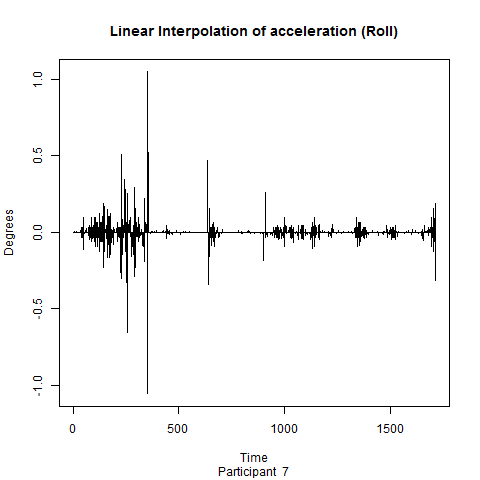 Linear Interpolation of acceleration (Roll)
1.0
0.5
0.0
-0.5
-1.0
Degrees
0 500 1000 1500
Time
Participant 7